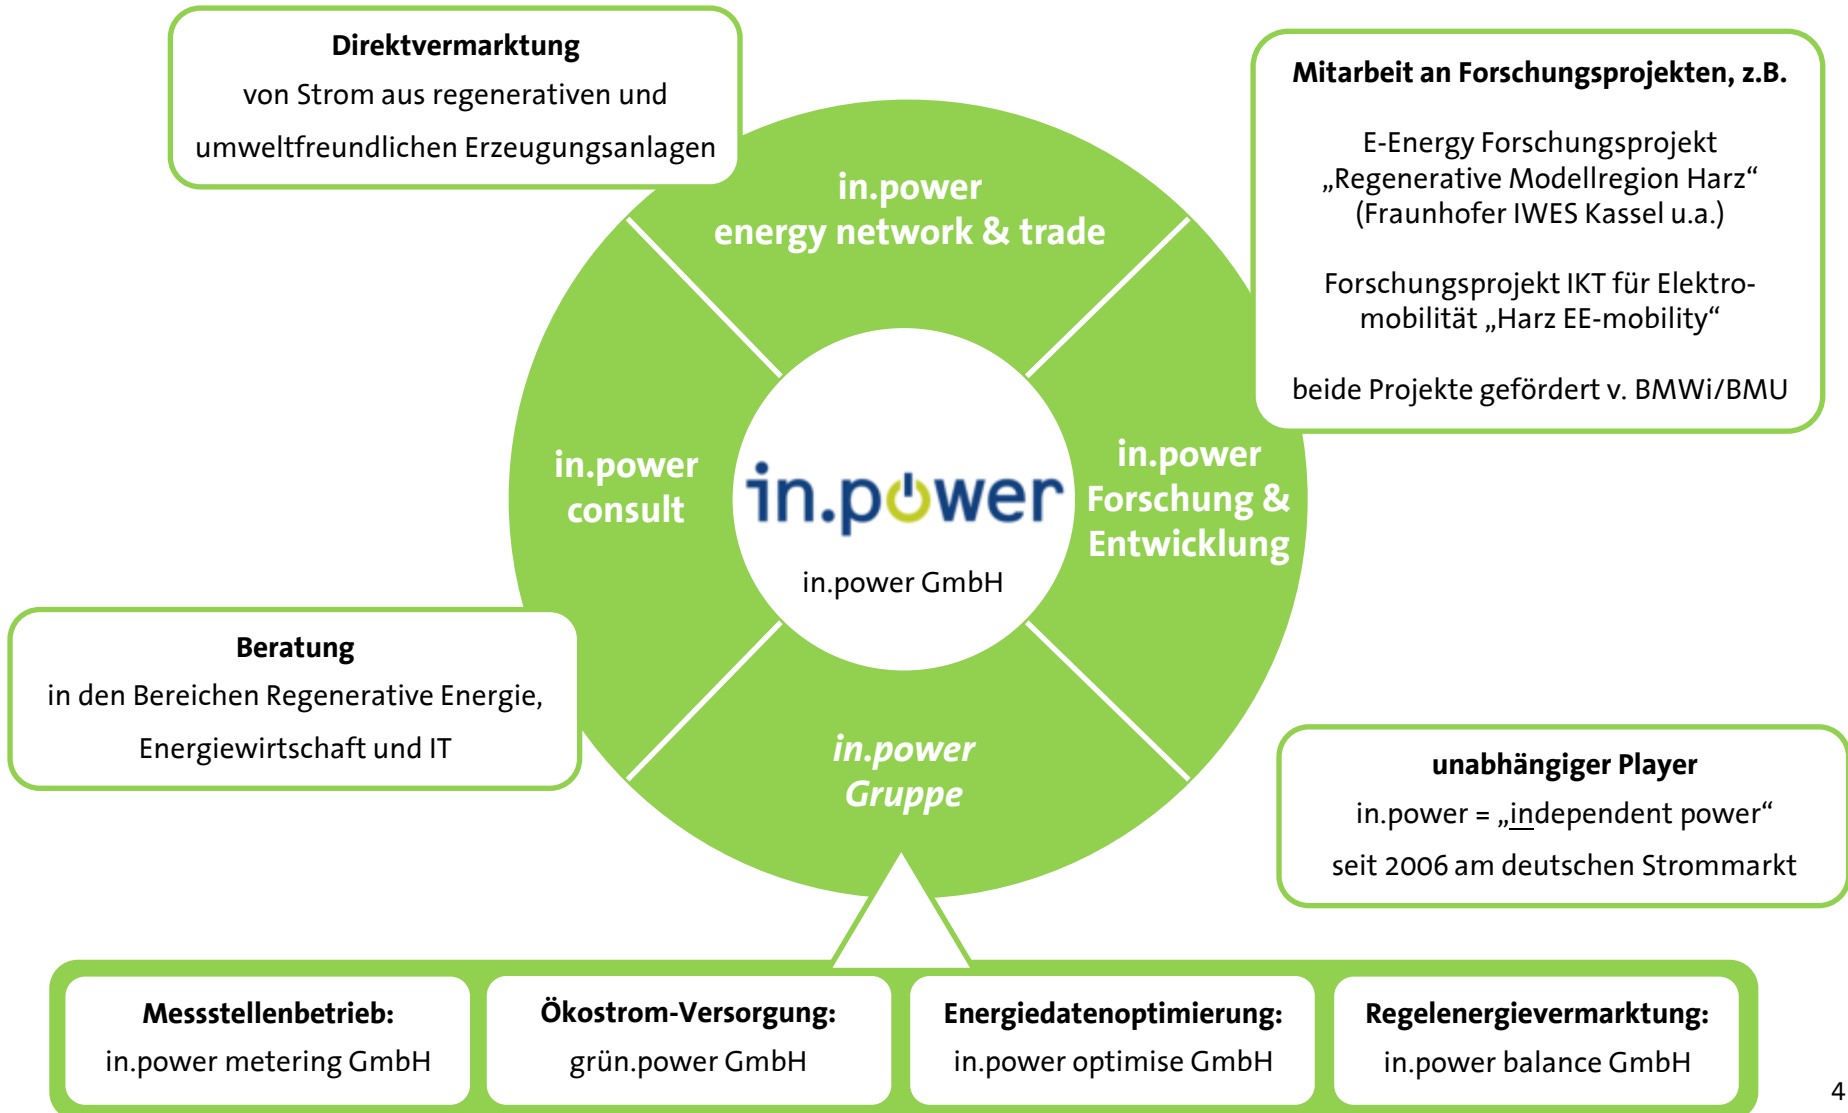 Direktvermarktung
von Strom aus regenerativen und
umweltfreundlichen Erzeugungsanlagen
Mitarbeit an Forschungsprojekten, z.B.
E-Energy Forschungsprojekt
„Regenerative Modellregion Harz“
(Fraunhofer IWES Kassel u.a.)
Forschungsprojekt IKT für Elektro-
mobilität „Harz EE-mobility“
beide Projekte gefördert v. BMWi/BMU
in.power
energy network & trade
in.power
consult
in.power
in.power GmbH
in.power
Forschung &
Entwicklung
Beratung
in den Bereichen Regenerative Energie,
Energiewirtschaft und IT
in.power
Gruppe
unabhängiger Player
in.power = „independent power“
seit 2006 am deutschen Strommarkt
Messstellenbetrieb:
in.power metering GmbH
Ökostrom-Versorgung:
grün.power GmbH
Energiedatenoptimierung:
in.power optimise GmbH
Regelenergievermarktung:
in.power balance GmbH
4